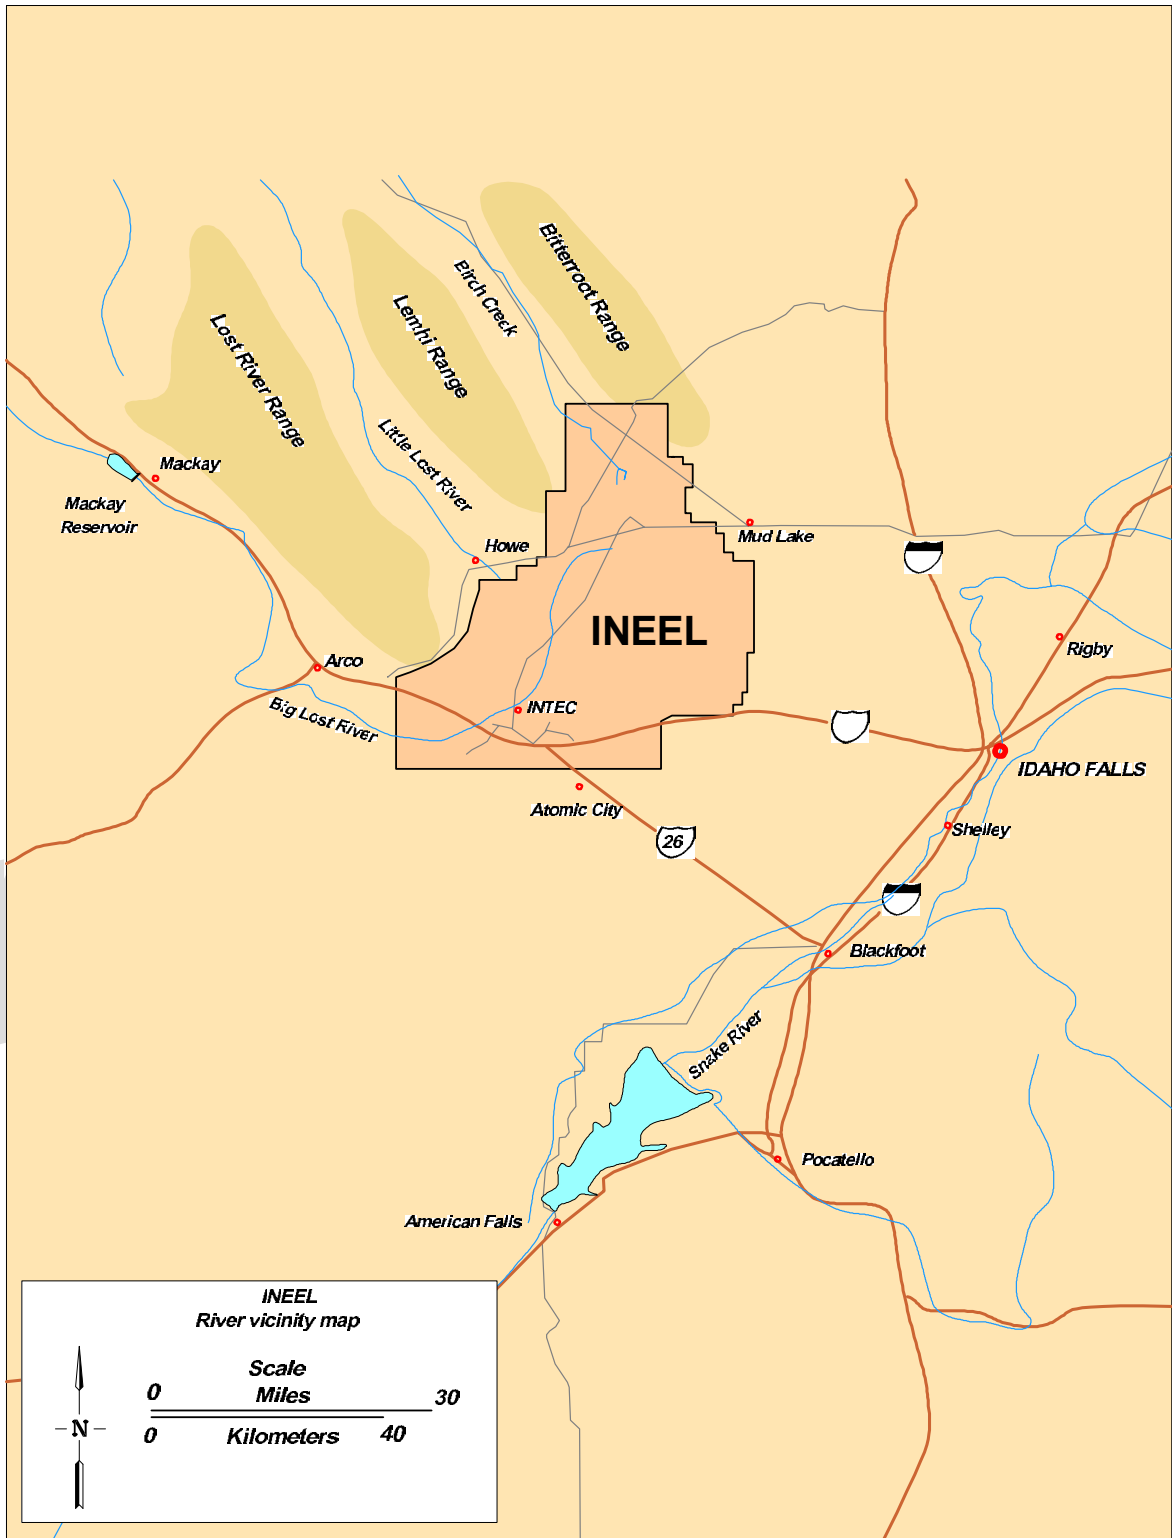 Bitterroot Range
Birch Creek
Lemhi Range
Lost River Range
Little Lost River
Mackay
Mackay
Reservoir
Howe
Mud Lake
INEEL
Rigby
Arco
Big Lost River
INTEC
IDAHO FALLS
Atomic City
Shelley
26
Blackfoot
Snake River
Pocatello
American Falls
INEEL
River vicinity map
Scale
0 Miles 30
0 Kilometers 40
N